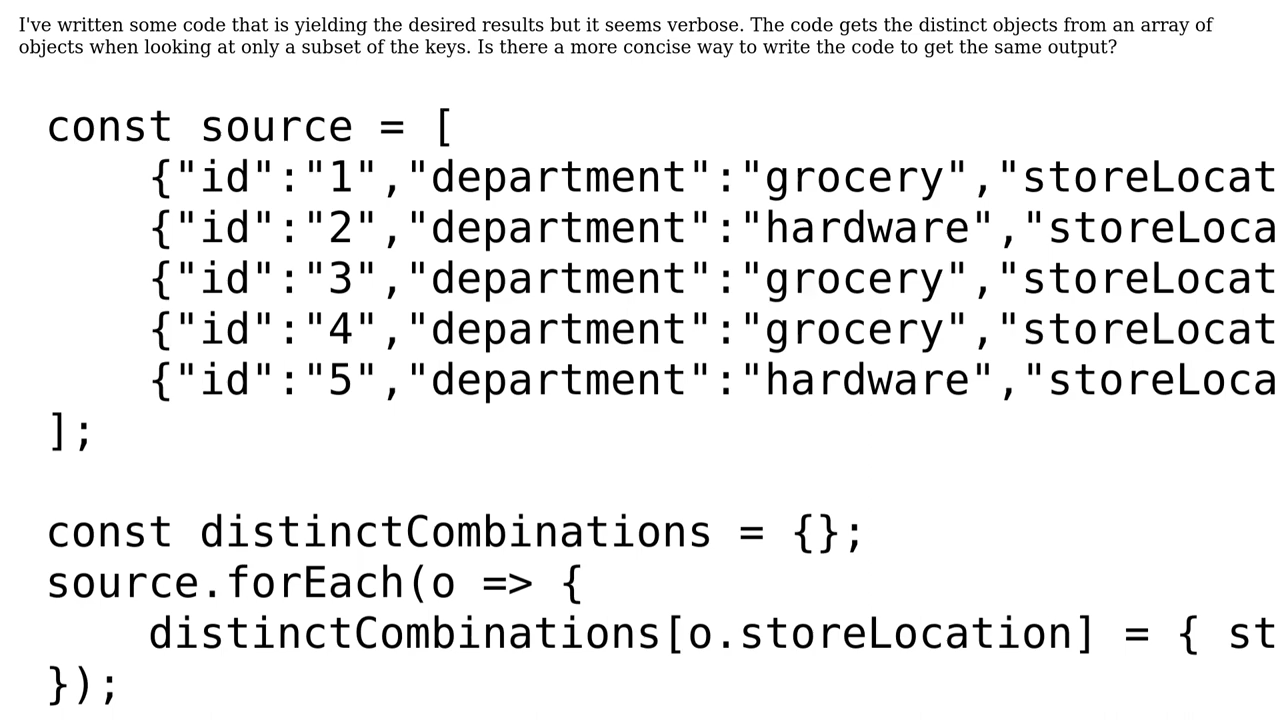 I've written some code that is yielding the desired results but it seems verbose. The code gets the distinct objects from an array of
objects when looking at only a subset of the keys. Is there a more concise way to write the code to get the same output?
const source = [
    {"id":"1","department":"grocery","storeLocat
    {"id":"2","department":"hardware","storeLoca
    {"id":"3","department":"grocery","storeLocat
    {"id":"4","department":"grocery","storeLocat
    {"id":"5","department":"hardware","storeLoca
];
const distinctCombinations = {};
source.forEach(o => {
    distinctCombinations[o.storeLocation] = { st
});